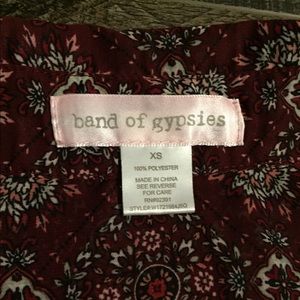 band of gypsies
XS
100% POLYESTER
MADE IN CHINA
SEE REVERSE
FOR CARE